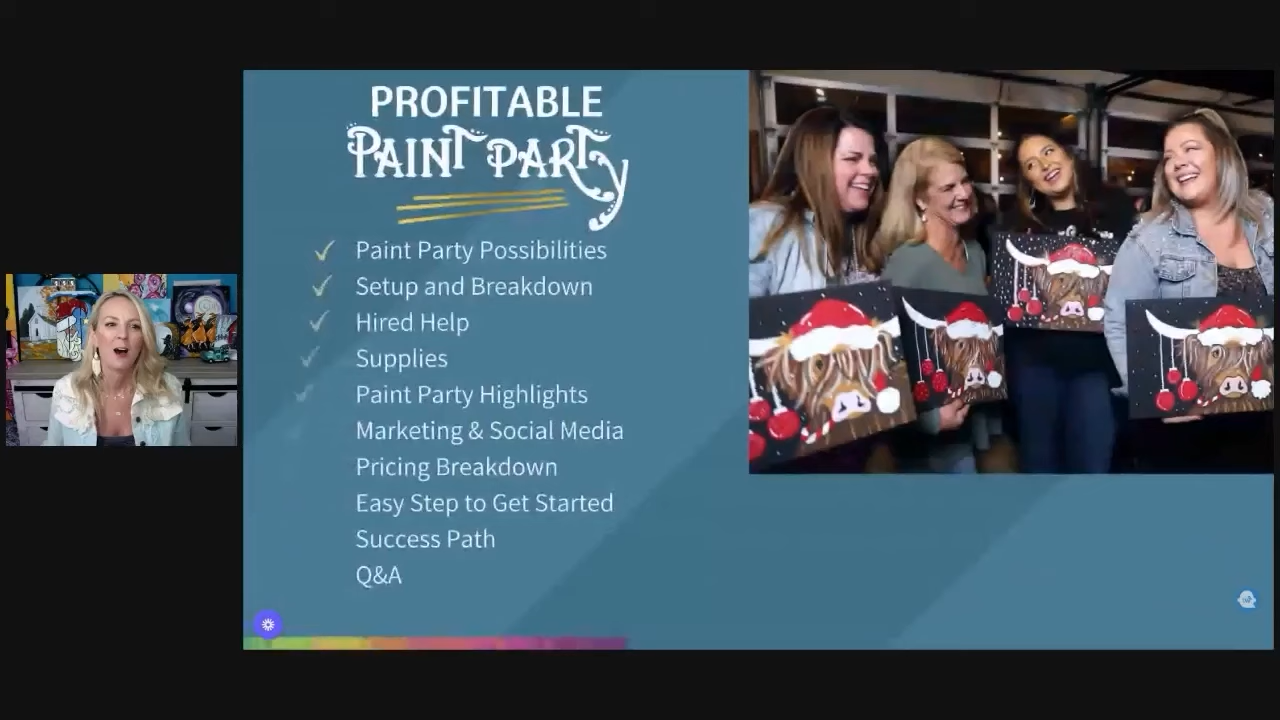 PROFITABLE
PAINT PARTy
Paint Party Possibilities
Setup and Breakdown
Hired Help
Supplies
Paint Party Highlights
Marketing & Social Media
Pricing Breakdown
Easy Step to Get Started
Success Path
Q&A